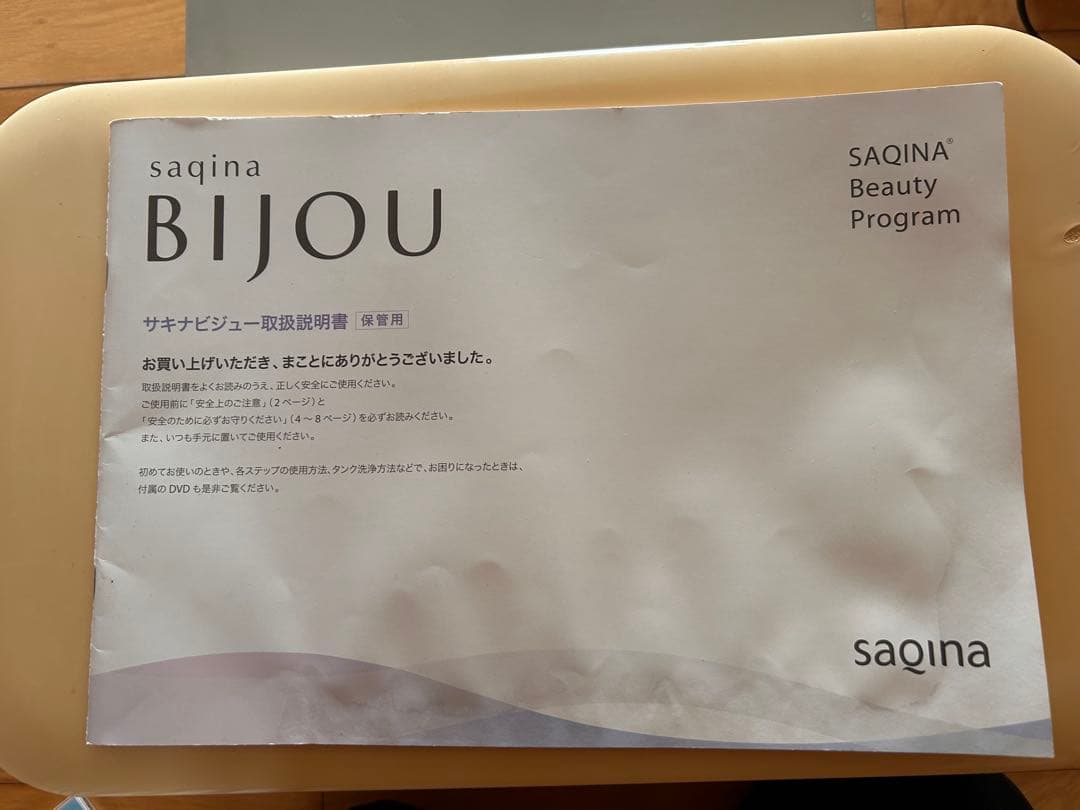 saqina
BIJOU
SAQINA®
Beauty
Program
サキナビジュー取扱説明書 保管用
お買い上げいただき、まことにありがとうございました。
取扱説明書をよくお読みのうえ、正しく安全にご使用ください。
ご使用前に「安全上のご注意」（2ページ）と
「安全のために必ずお守りください」（4～8ページ）を必ずお読みください。
また、いつも手元に置いてご使用ください。
初めてお使いのときや、各ステップの使用方法、タンク洗浄方法などで、お困りになったときは、
付属のDVDも是非ご覧ください。
saqina